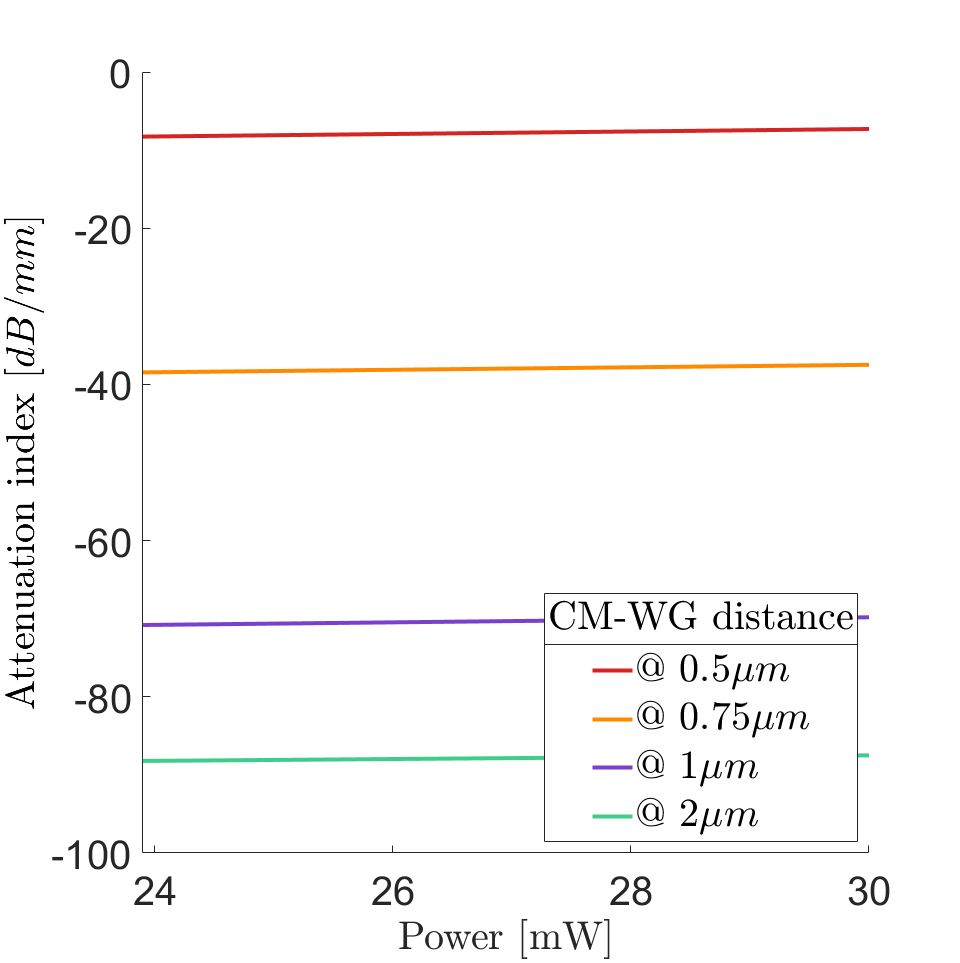 0
-20
-40
-60
-80
-100
Attenuation index [dB/mm]
CM-WG distance
@ 0.5μm
@ 0.75μm
@ 1μm
@ 2μm
24 26 28 30
Power [mW]